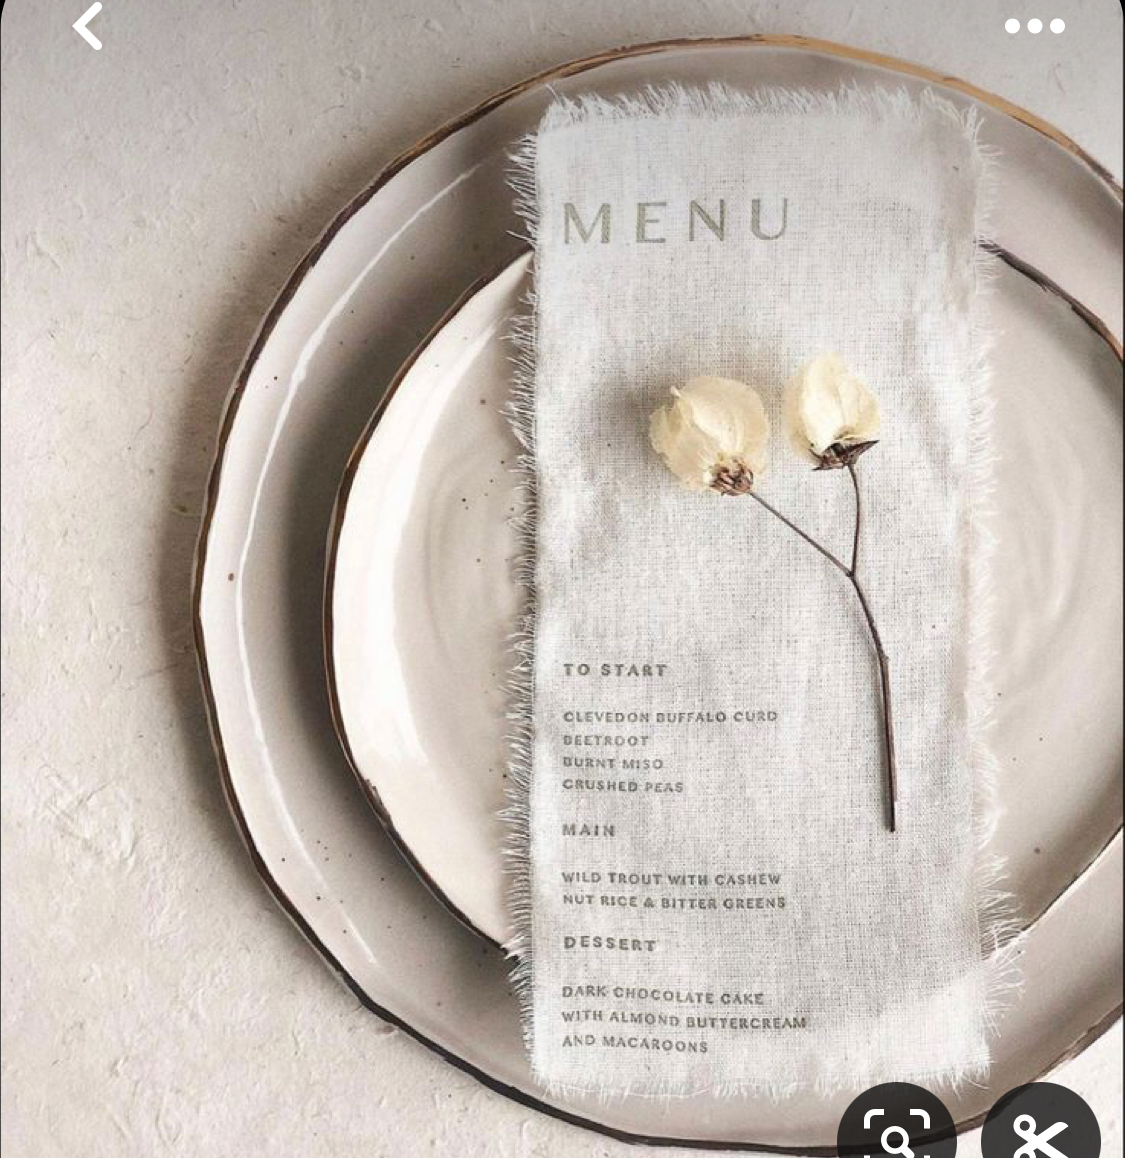 MENU
TO START
CLEVEDON BUFFALO CURD
BEETROOT
BURNT MISO
CRUSHED PEAS
MAIN
WILD TROUT WITH CASHEW
NUT RICE & BITTER GREENS
DESSERT
DARK CHOCOLATE CAKE
WITH ALMOND BUTTERCREAM
AND MACAROONS